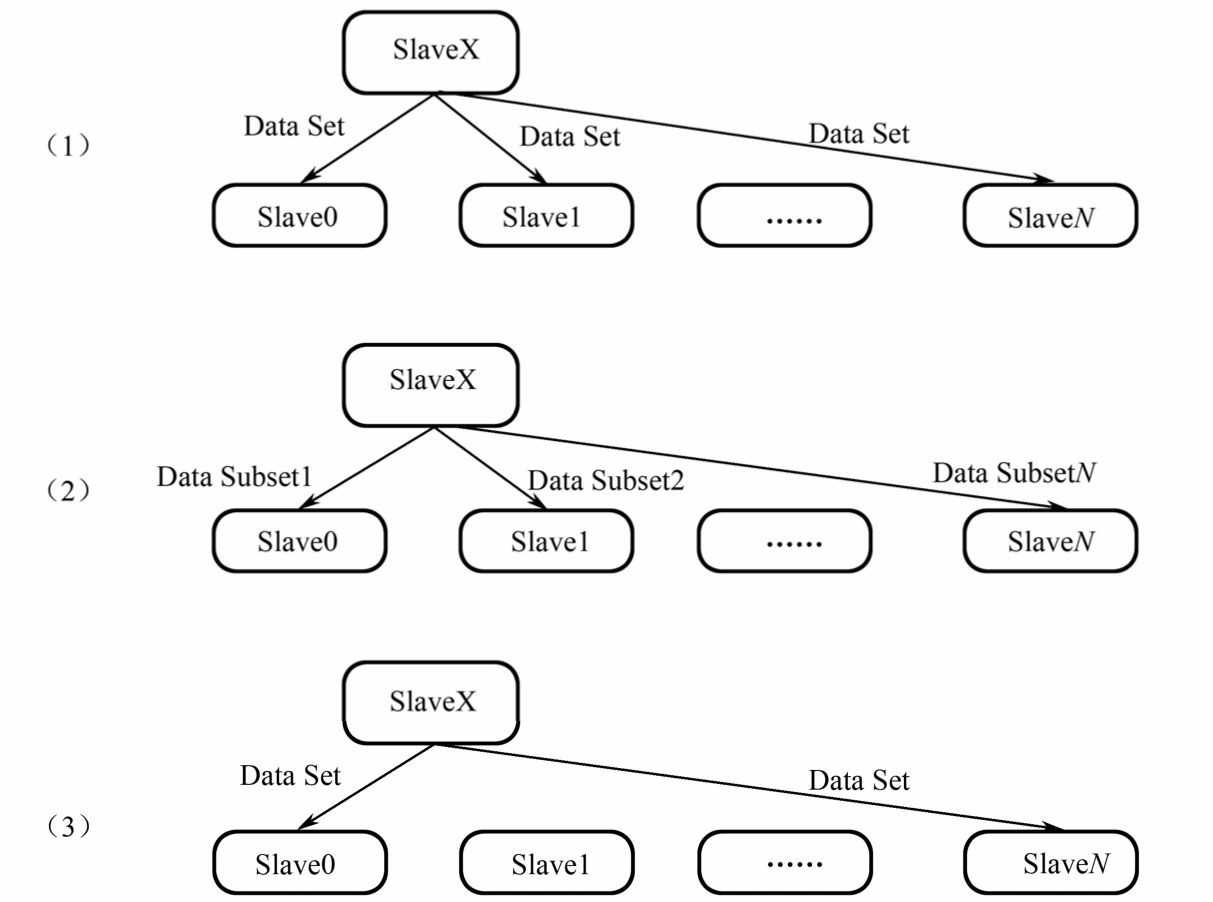 SlaveX
Data Set
Data Set
Data Set
（1）
Slave0
Slave1
……
SlaveN
SlaveX
Data Subset1
Data Subset2
Data SubsetN
（2）
Slave0
Slave1
……
SlaveN
SlaveX
Data Set
Data Set
（3）
Slave0
Slave1
……
SlaveN